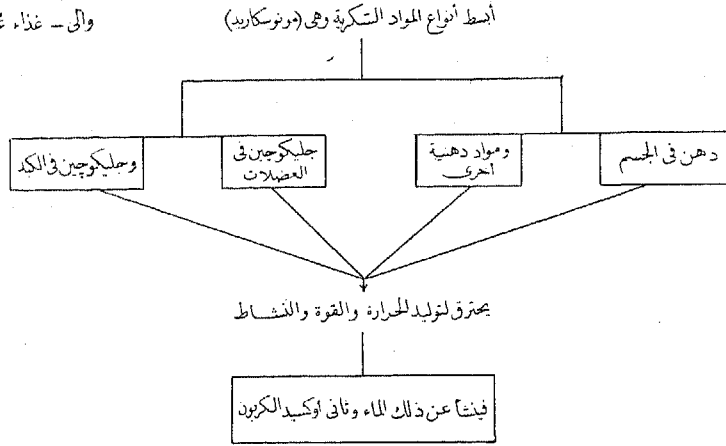 أبسط أنواع المواد السكرية وهى (مونوسكاريد)
والى — غذاء
دهن فى الجسم
ومواد دهنية
أخرى
جليكوجين فى
العضلات
وجليكوجين فى الكبد
يحترق لتوليد الحرارة والقوة والنشاط
فينشأ عن ذلك الماء وثانى أوكسيد الكربون